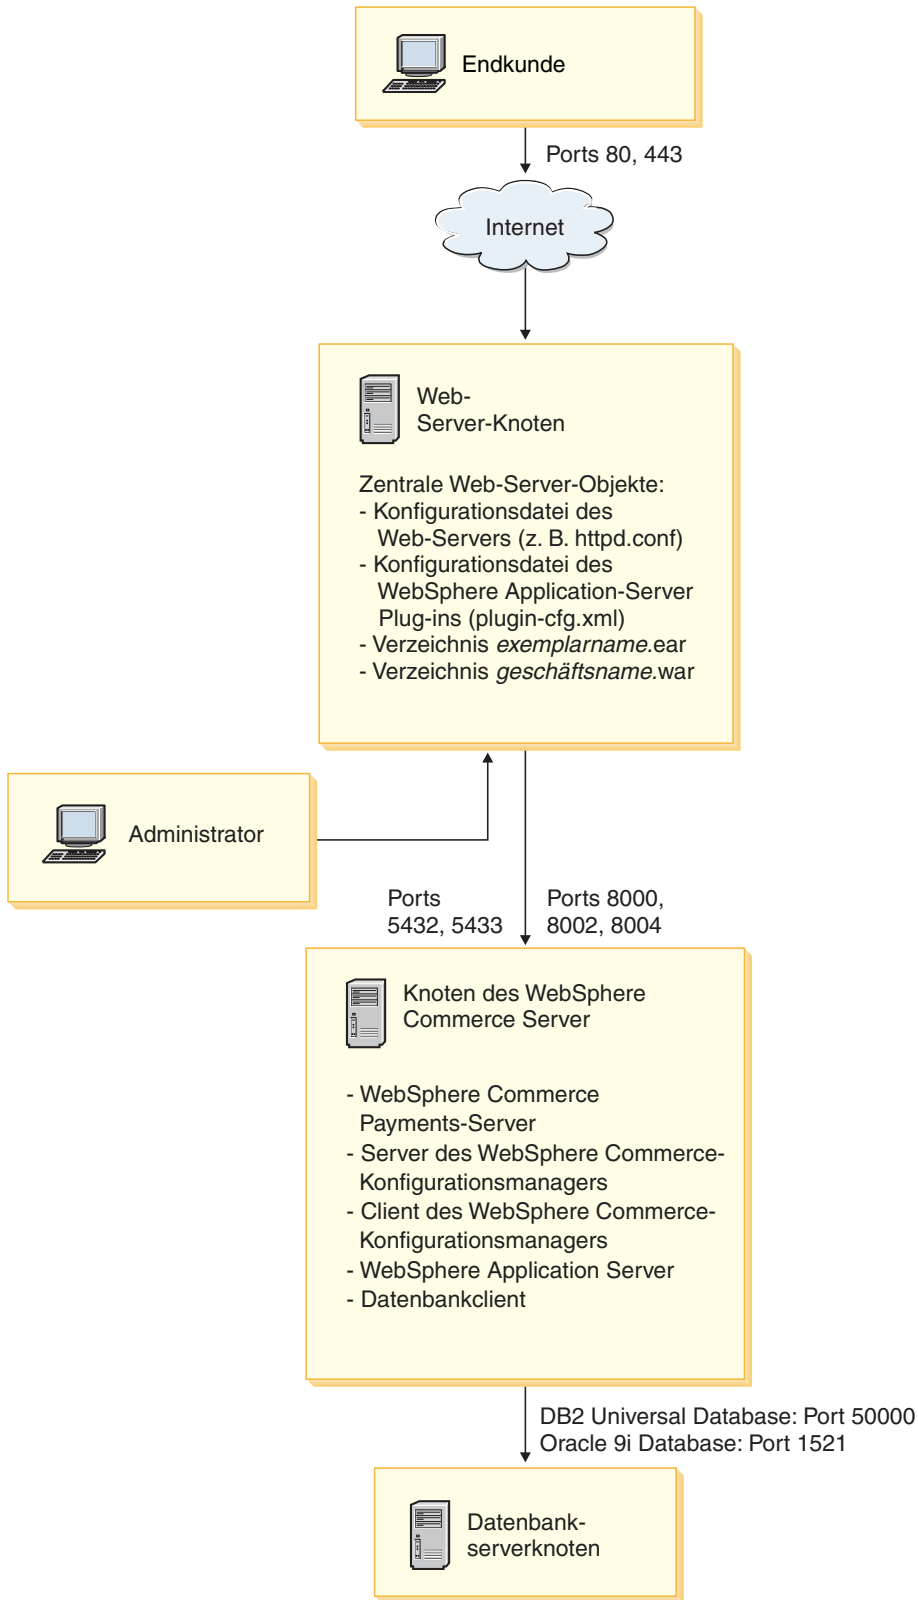 Endkunde
Ports 80, 443
Internet
Web-
Server-Knoten
Zentrale Web-Server-Objekte:
- Konfigurationsdatei des
Web-Servers (z. B. httpd.conf)
- Konfigurationsdatei des
WebSphere Application-Server
Plug-ins (plugin-cfg.xml)
- Verzeichnis exemplarname.ear
- Verzeichnis geschäftsname.war
Administrator
Ports
5432, 5433
Ports 8000,
8002, 8004
Knoten des WebSphere
Commerce Server
- WebSphere Commerce
Payments-Server
- Server des WebSphere Commerce-
Konfigurationsmanagers
- Client des WebSphere Commerce-
Konfigurationsmanagers
- WebSphere Application Server
- Datenbankclient
DB2 Universal Database: Port 50000
Oracle 9i Database: Port 1521
Datenbank-
serverknoten